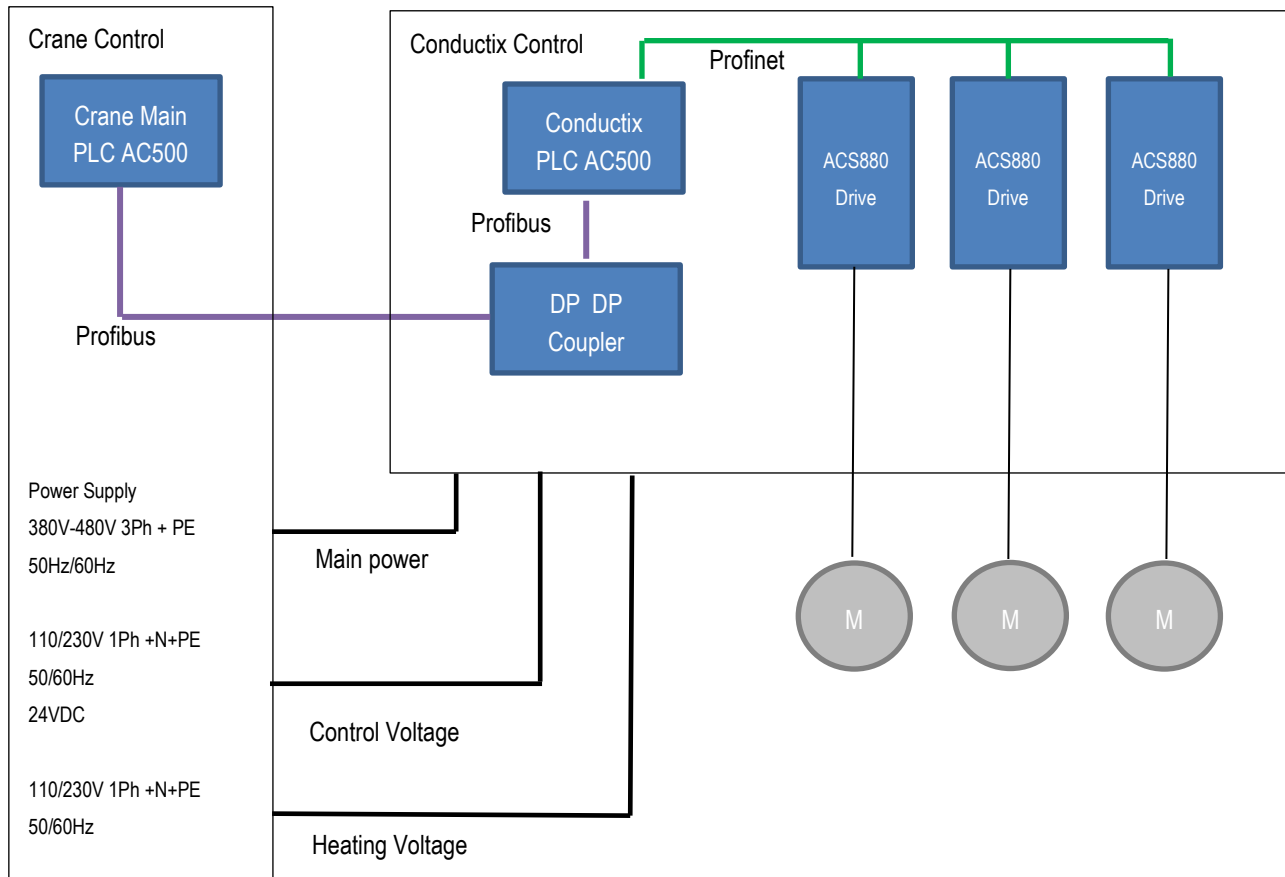 Crane Control
Crane Main
PLC AC500
Profibus
Power Supply
380V-480V 3Ph + PE
50Hz/60Hz
110/230V 1Ph +N+PE
50/60Hz
24VDC
110/230V 1Ph +N+PE
50/60Hz
Main power
Control Voltage
Heating Voltage
Conductix Control
Profinet
Conductix
PLC AC500
Profibus
DP DP
Coupler
ACS880
Drive
ACS880
Drive
ACS880
Drive
M
M
M